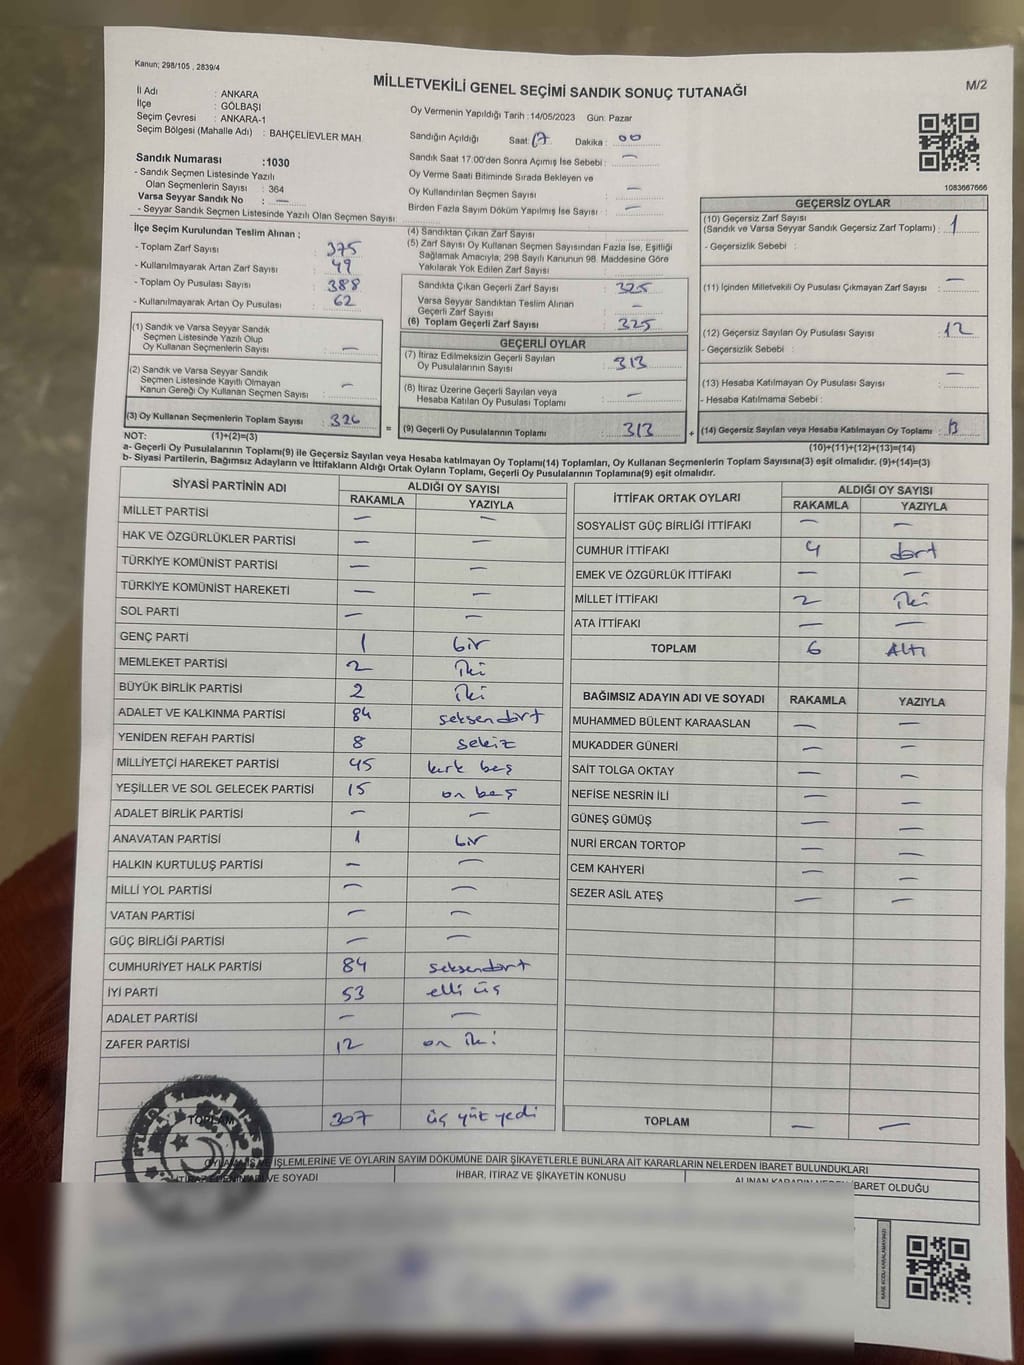 Kanun; 298/105 , 2839/4
MİLLETVEKİLİ GENEL SEÇİMİ SANDIK SONUÇ TUTANAĞI
M/2
İl Adı : ANKARA
İlçe : GÖLBAŞI
Seçim Çevresi : ANKARA-1
Seçim Bölgesi (Mahalle Adı) : BAHÇELİEVLER MAH
Sandık Numarası :1030
- Sandık Seçmen Listesinde Yazılı
Olan Seçmenlerin Sayısı : 364
Varsa Seyyar Sandık No : —
- Seyyar Sandık Seçmen Listesinde Yazılı Olan Seçmen Sayısı :
Oy Vermenin Yapıldığı Tarih :14/05/2023 Gün: Pazar
Sandığın Açıldığı Saat: 17 Dakika : 00
Sandık Saat 17:00'den Sonra Açımış İse Sebebi : —
Oy Verme Saati Bitiminde Sırada Bekleyen ve
Oy Kullandırılan Seçmen Sayısı —
Birden Fazla Sayım Döküm Yapılmış İse Sayısı : —
1083667666
İlçe Seçim Kurulundan Teslim Alınan ;
- Toplam Zarf Sayısı : 375
- Kullanılmayarak Artan Zarf Sayısı : 49
- Toplam Oy Pusulası Sayısı : 388
- Kullanılmayarak Artan Oy Pusulası : 62
(1) Sandık ve Varsa Seyyar Sandık
Seçmen Listesinde Yazılı Olup
Oy Kullanan Seçmenlerin Sayısı : —
(2) Sandık ve Varsa Seyyar Sandık
Seçmen Listesinde Kayıtlı Olmayan
Kanun Gereği Oy Kullanan Seçmen Sayısı : —
(3) Oy Kullanan Seçmenlerin Toplam Sayısı : 326
(4) Sandıktan Çıkan Zarf Sayısı :
(5) Zarf Sayısı Oy Kullanan Seçmen Sayısından Fazla İse, Eşitliği
Sağlamak Amacıyla; 298 Sayılı Kanunun 98. Maddesine Göre
Yakılarak Yok Edilen Zarf Sayısı :
Sandıkta Çıkan Geçerli Zarf Sayısı : 325
Varsa Seyyar Sandıktan Teslim Alınan
Geçerli Zarf Sayısı : —
(6) Toplam Geçerli Zarf Sayısı : 325
GEÇERLİ OYLAR
(7) İtiraz Edilmeksizin Geçerli Sayılan
Oy Pusulalarının Sayısı : 313
(8) İtiraz Üzerine Geçerli Sayılan veya
Hesaba Katılan Oy Pusulası Toplamı : —
= (9) Geçerli Oy Pusulalarının Toplamı : 313 +
GEÇERSİZ OYLAR
(10) Geçersiz Zarf Sayısı
(Sandık ve Varsa Seyyar Sandık Geçersiz Zarf Toplamı) : 1
- Geçersizlik Sebebi :
(11) İçinden Milletvekili Oy Pusulası Çıkmayan Zarf Sayısı : —
(12) Geçersiz Sayılan Oy Pusulası Sayısı : 12
- Geçersizlik Sebebi :
(13) Hesaba Katılmayan Oy Pusulası Sayısı : —
- Hesaba Katılmama Sebebi :
(14) Geçersiz Sayılan veya Hesaba Katılmayan Oy Toplamı : 13
NOT: (1)+(2)=(3)
(10)+(11)+(12)+(13)=(14)
a- Geçerli Oy Pusulalarının Toplamı(9) ile Geçersiz Sayılan veya Hesaba katılmayan Oy Toplamı(14) Toplamları, Oy Kullanan Seçmenlerin Toplam Sayısına(3) eşit olmalıdır. (9)+(14)=(3)
b- Siyasi Partilerin, Bağımsız Adayların ve İttifakların Aldığı Ortak Oyların Toplamı, Geçerli Oy Pusulalarının Toplamına(9) eşit olmalıdır.
SİYASİ PARTİNİN ADI ALDIĞI OY SAYISI
RAKAMLA YAZIYLA
MİLLET PARTİSİ — —
HAK VE ÖZGÜRLÜKLER PARTİSİ — —
TÜRKİYE KOMÜNİST PARTİSİ — —
TÜRKİYE KOMÜNİST HAREKETİ — —
SOL PARTİ — —
GENÇ PARTİ 1 bir
MEMLEKET PARTİSİ 2 iki
BÜYÜK BİRLİK PARTİSİ 2 iki
ADALET VE KALKINMA PARTİSİ 84 seksendört
YENİDEN REFAH PARTİSİ 8 sekiz
MİLLİYETÇİ HAREKET PARTİSİ 45 kırk beş
YEŞİLLER VE SOL GELECEK PARTİSİ 15 on beş
ADALET BİRLİK PARTİSİ — —
ANAVATAN PARTİSİ 1 bir
HALKIN KURTULUŞ PARTİSİ — —
MİLLİ YOL PARTİSİ — —
VATAN PARTİSİ — —
GÜÇ BİRLİĞİ PARTİSİ — —
CUMHURİYET HALK PARTİSİ 84 seksendört
İYİ PARTİ 53 elli üç
ADALET PARTİSİ — —
ZAFER PARTİSİ 12 on iki
TOPLAM 307 üç yüz yedi
İTTİFAK ORTAK OYLARI ALDIĞI OY SAYISI
RAKAMLA YAZIYLA
SOSYALİST GÜÇ BİRLİĞİ İTTİFAKI — —
CUMHUR İTTİFAKI 4 dört
EMEK VE ÖZGÜRLÜK İTTİFAKI — —
MİLLET İTTİFAKI 2 iki
ATA İTTİFAKI — —
TOPLAM 6 Altı
BAĞIMSIZ ADAYIN ADI VE SOYADI RAKAMLA YAZIYLA
MUHAMMED BÜLENT KARAASLAN — —
MUKADDER GÜNERİ — —
SAİT TOLGA OKTAY — —
NEFİSE NESRİN İLİ — —
GÜNEŞ GÜMÜŞ — —
NURİ ERCAN TORTOP — —
CEM KAHYERİ — —
SEZER ASİL ATEŞ — —
TOPLAM — —
İŞLEMLERİNE VE OYLARIN SAYIM DÖKÜMÜNE DAİR ŞİKAYETLERLE BUNLARA AİT KARARLARIN NELERDEN İBARET BULUNDUKLARI
VE SOYADI İHBAR, İTİRAZ VE ŞİKAYETİN KONUSU ALINAN KARARIN NEDEN İBARET OLDUĞU